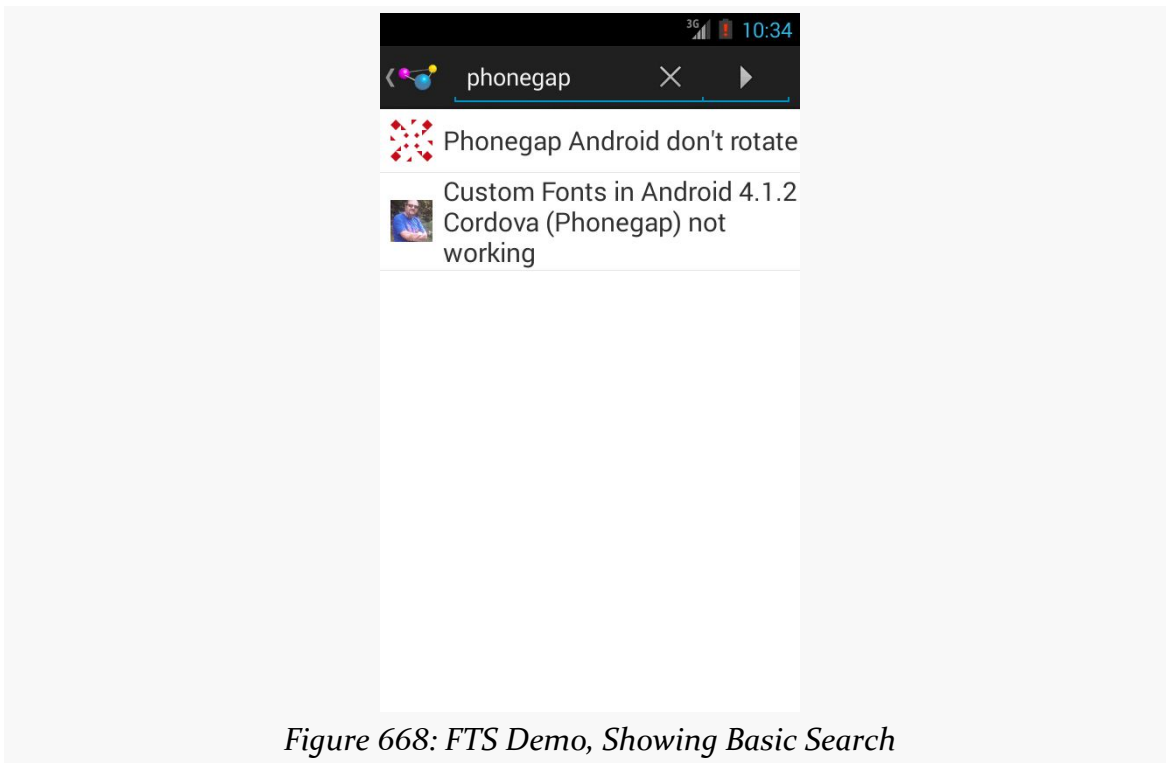 3G
10:34
phonegap
Phonegap Android don't rotate
Custom Fonts in Android 4.1.2
Cordova (Phonegap) not
working
Figure 668: FTS Demo, Showing Basic Search